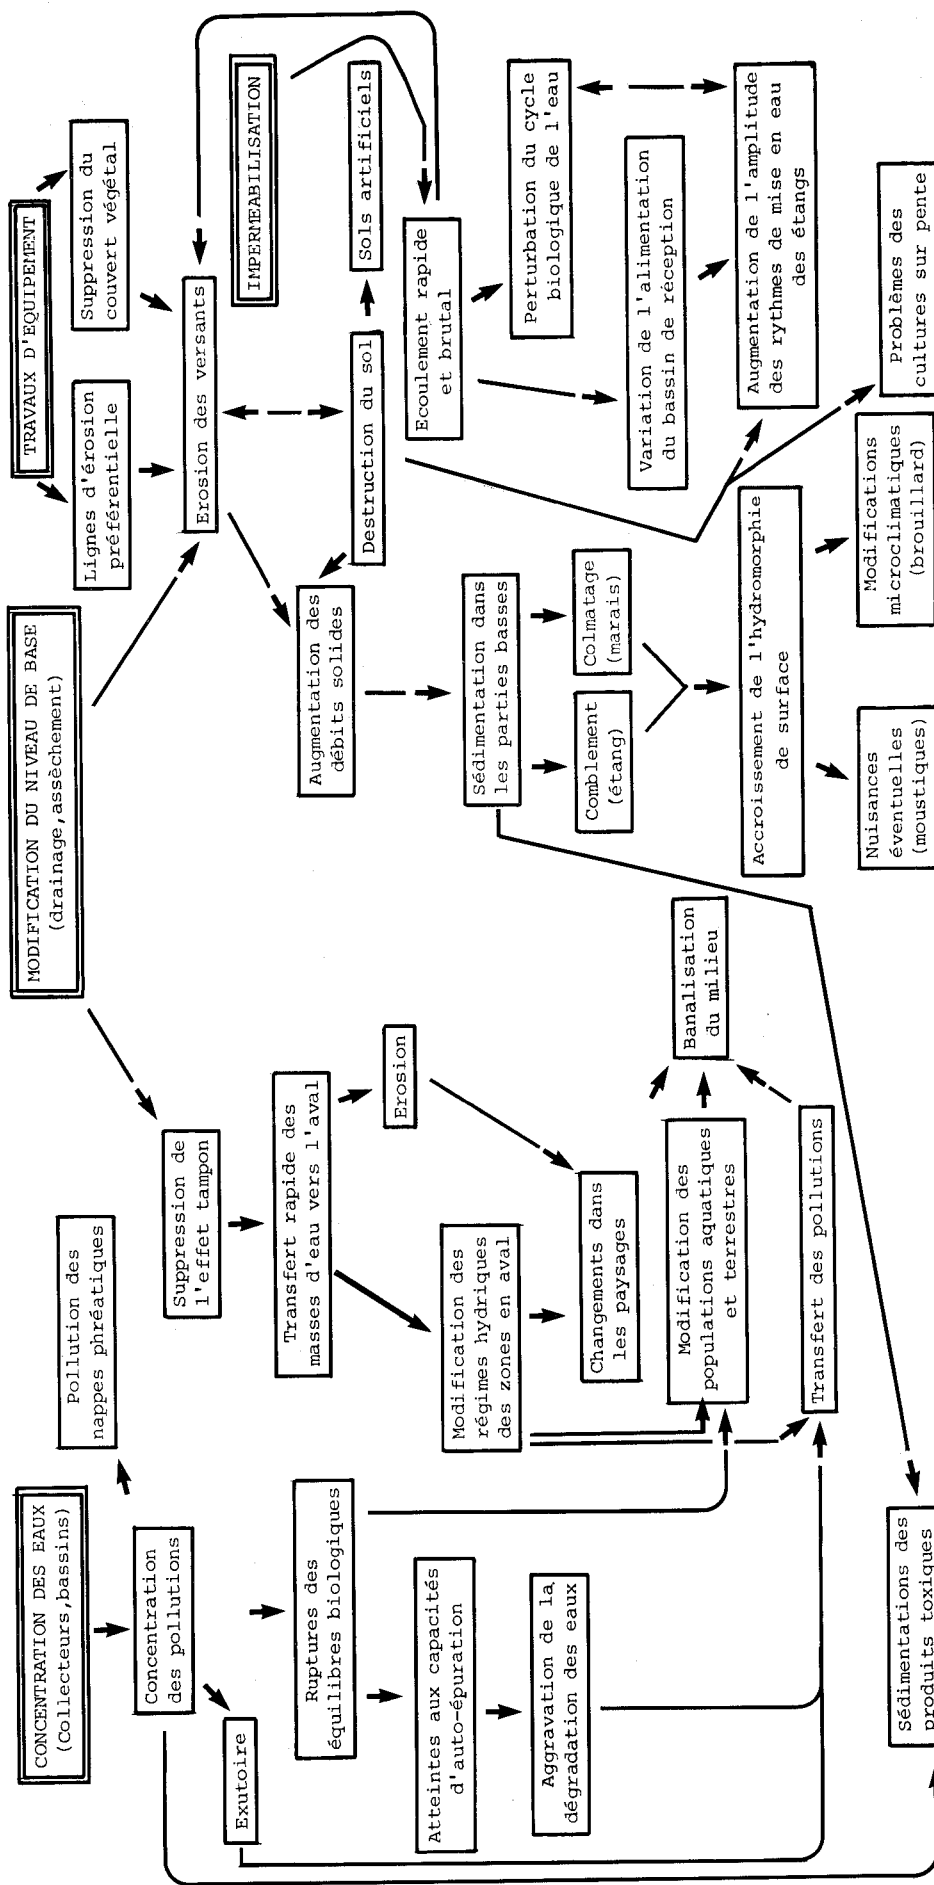 CONCENTRATION DES EAUX
(Collecteurs,bassins)
Concentration
des pollutions
Pollution des
nappes phréatiques
Exutoire
Ruptures des
équilibres biologiques
Atteintes aux capacités
d'auto-épuration
Aggravation de la
dégradation des eaux
Sédimentations des
produits toxiques
MODIFICATION DU NIVEAU DE BASE
(drainage,assèchement)
Suppression de
l'effet tampon
Transfert rapide des
masses d'eau vers l'aval
Erosion
Modification des
régimes hydriques
des zones en aval
Changements dans
les paysages
Modification des
populations aquatiques
et terrestres
Banalisation
du milieu
Transfert des pollutions
TRAVAUX D'EQUIPEMENT
Lignes d'érosion
préférentielle
Suppression du
couvert végétal
Erosion des versants
IMPERMEABILISATION
Augmentation des
débits solides
Destruction du sol
Sols artificiels
Ecoulement rapide
et brutal
Sédimentation dans
les parties basses
Comblement
(étang)
Colmatage
(marais)
Perturbation du cycle
biologique de l'eau
Variation de l'alimentation
du bassin de réception
Augmentation de l'amplitude
des rythmes de mise en eau
des étangs
Accroissement de l'hydromorphie
de surface
Nuisances
éventuelles
(moustiques)
Modifications
microclimatiques
(brouillard)
Problèmes des
cultures sur pente